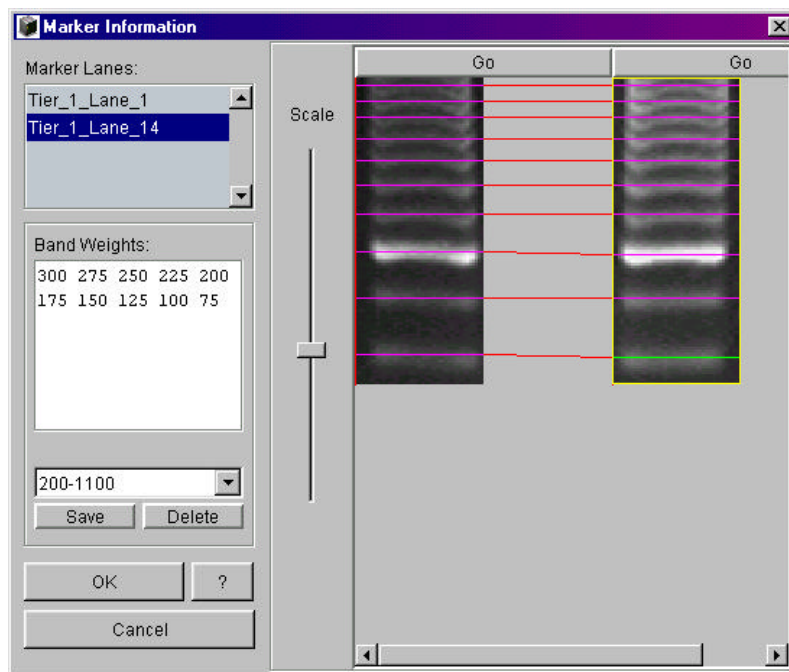 Marker Information
Marker Lanes:
Tier_1_Lane_1
Tier_1_Lane_14
Band Weights:
300 275 250 225 200
175 150 125 100 75
200-1100
Save Delete
OK ?
Cancel
Scale
Go Go